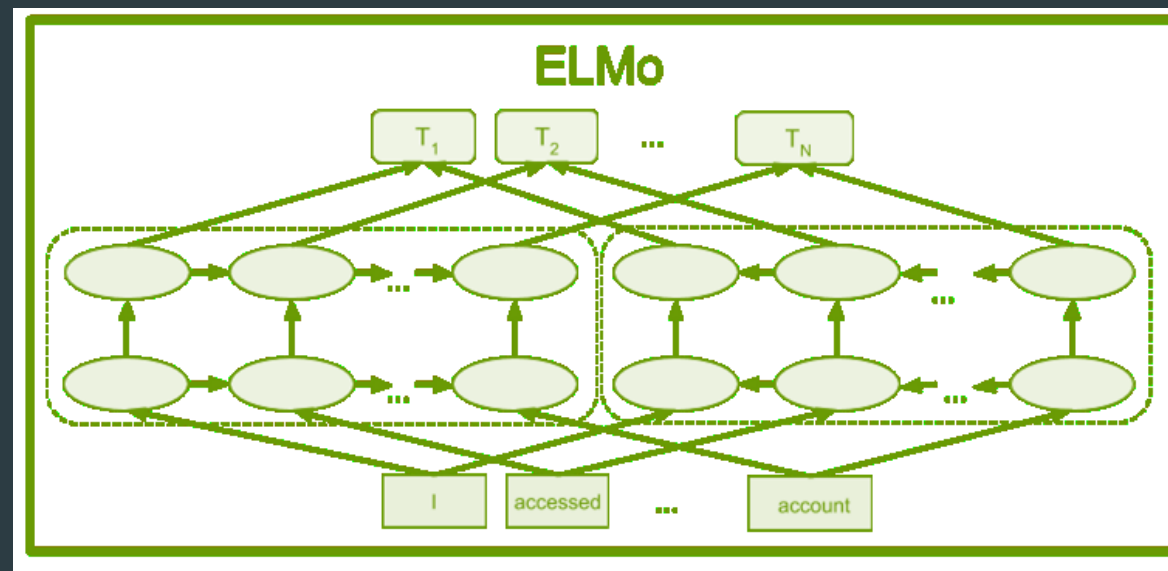 ELMo
T1 T2 ... TN
... ...
... ...
I accessed ... account